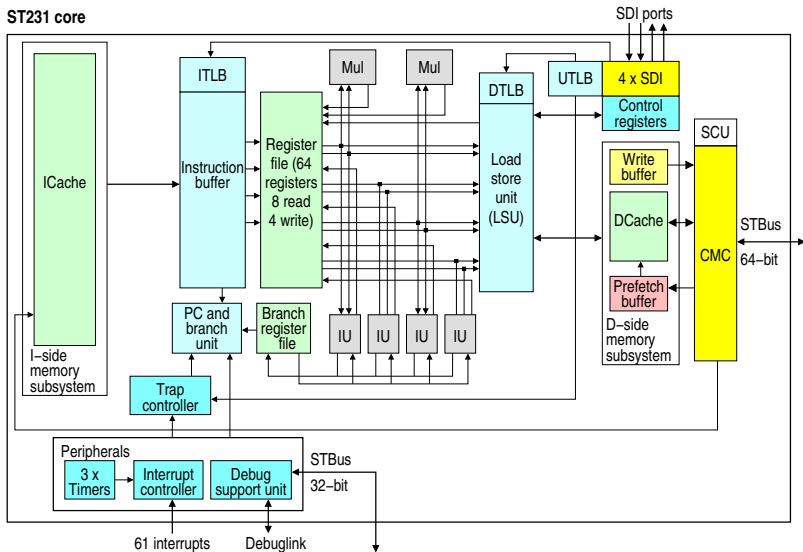 ST231 core
SDI ports
ITLB
Mul
Mul
DTLB
UTLB
4 x SDI
Control
registers
SCU
ICache
Instruction
buffer
Register
file (64
registers
8 read
4 write)
Load
store
unit
(LSU)
Write
buffer
DCache
Prefetch
buffer
CMC
STBus
64−bit
D−side
memory
subsystem
PC and
branch
unit
Branch
register
file
IU
IU
IU
IU
I−side
memory
subsystem
Trap
controller
Peripherals
3 x
Timers
Interrupt
controller
Debug
support unit
STBus
32−bit
61 interrupts
Debuglink